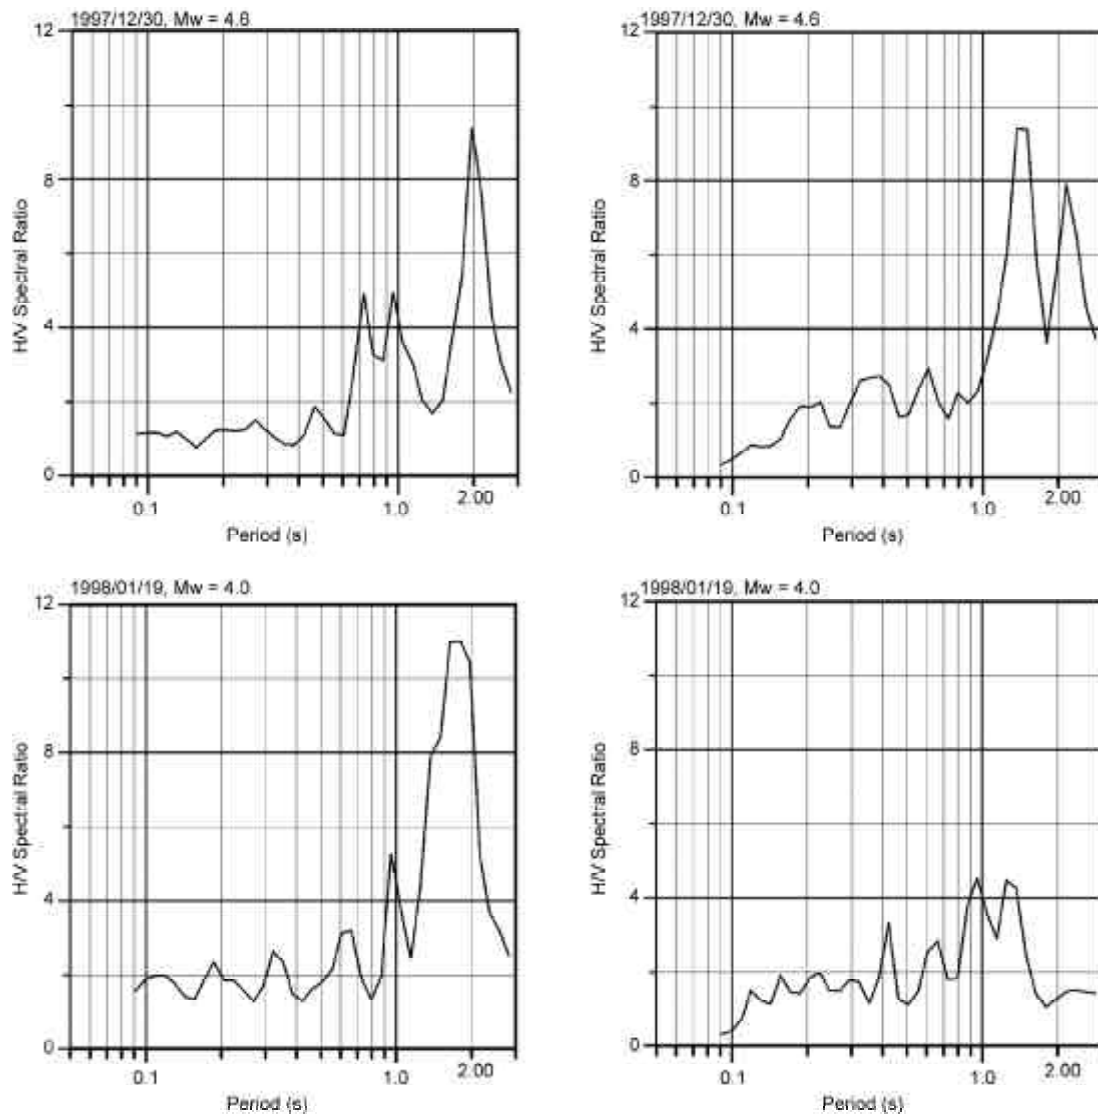 1997/12/30, Mw = 4.6
12
8
4
0
H/V Spectral Ratio
0.1
1.0
2.00
Period (s)
1997/12/30, Mw = 4.6
12
8
4
0
H/V Spectral Ratio
0.1
1.0
2.00
Period (s)
1998/01/19, Mw = 4.0
12
8
4
0
H/V Spectral Ratio
0.1
1.0
2.00
Period (s)
1998/01/19, Mw = 4.0
12
8
4
0
H/V Spectral Ratio
0.1
1.0
2.00
Period (s)